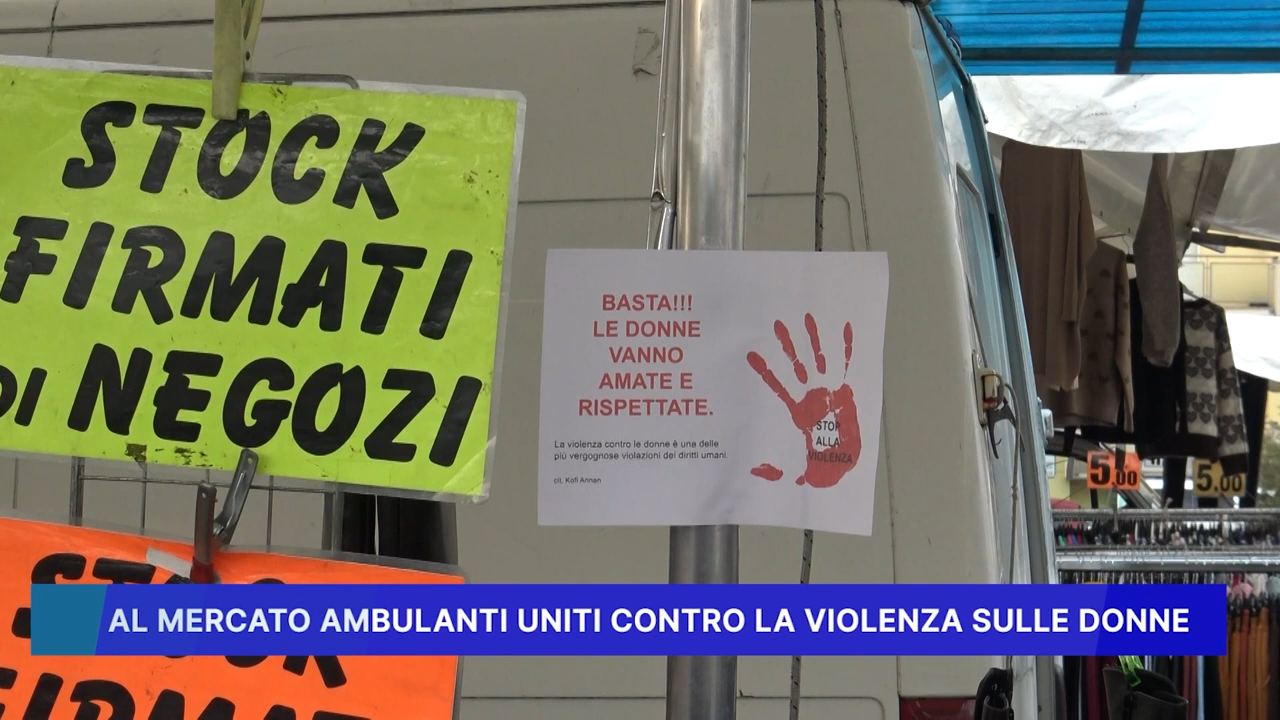 STOCK
FIRMATI
DI NEGOZI
BASTA!!!
LE DONNE
VANNO
AMATE E
RISPETTATE.
La violenza contro le donne è una delle
più vergognose violazioni dei diritti umani.
cit. Kofi Annan
STOP
ALLA
VIOLENZA
5.00
5.00
STOCK
FIRMAT
AL MERCATO AMBULANTI UNITI CONTRO LA VIOLENZA SULLE DONNE